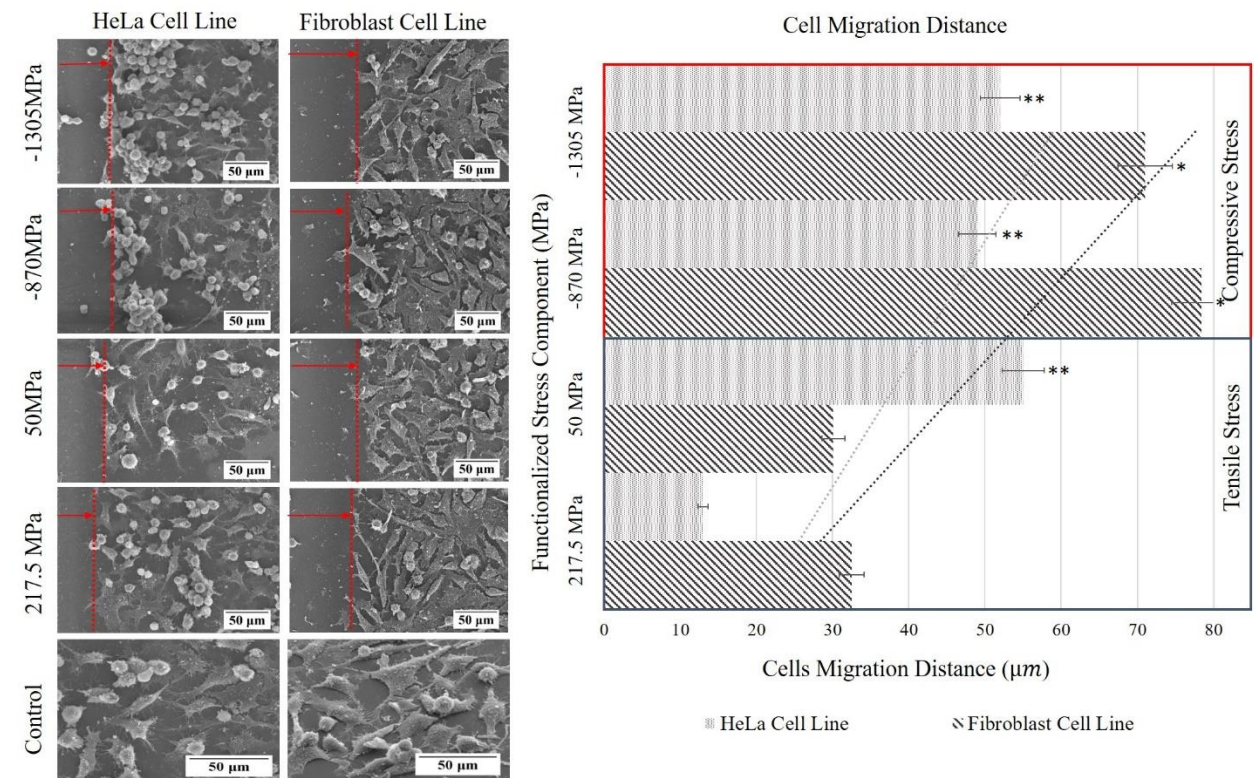 HeLa Cell Line
Fibroblast Cell Line
-1305MPa
50 μm
50 μm
-870MPa
50 μm
50 μm
50MPa
50 μm
50 μm
217.5 MPa
50 μm
50 μm
Control
50 μm
50 μm
Cell Migration Distance
Functionalized Stress Component (MPa)
-1305 MPa
**
*
-870 MPa
**
*
Compressive Stress
50 MPa
**
217.5 MPa
Tensile Stress
0 10 20 30 40 50 60 70 80
Cells Migration Distance (μm)
HeLa Cell Line
Fibroblast Cell Line